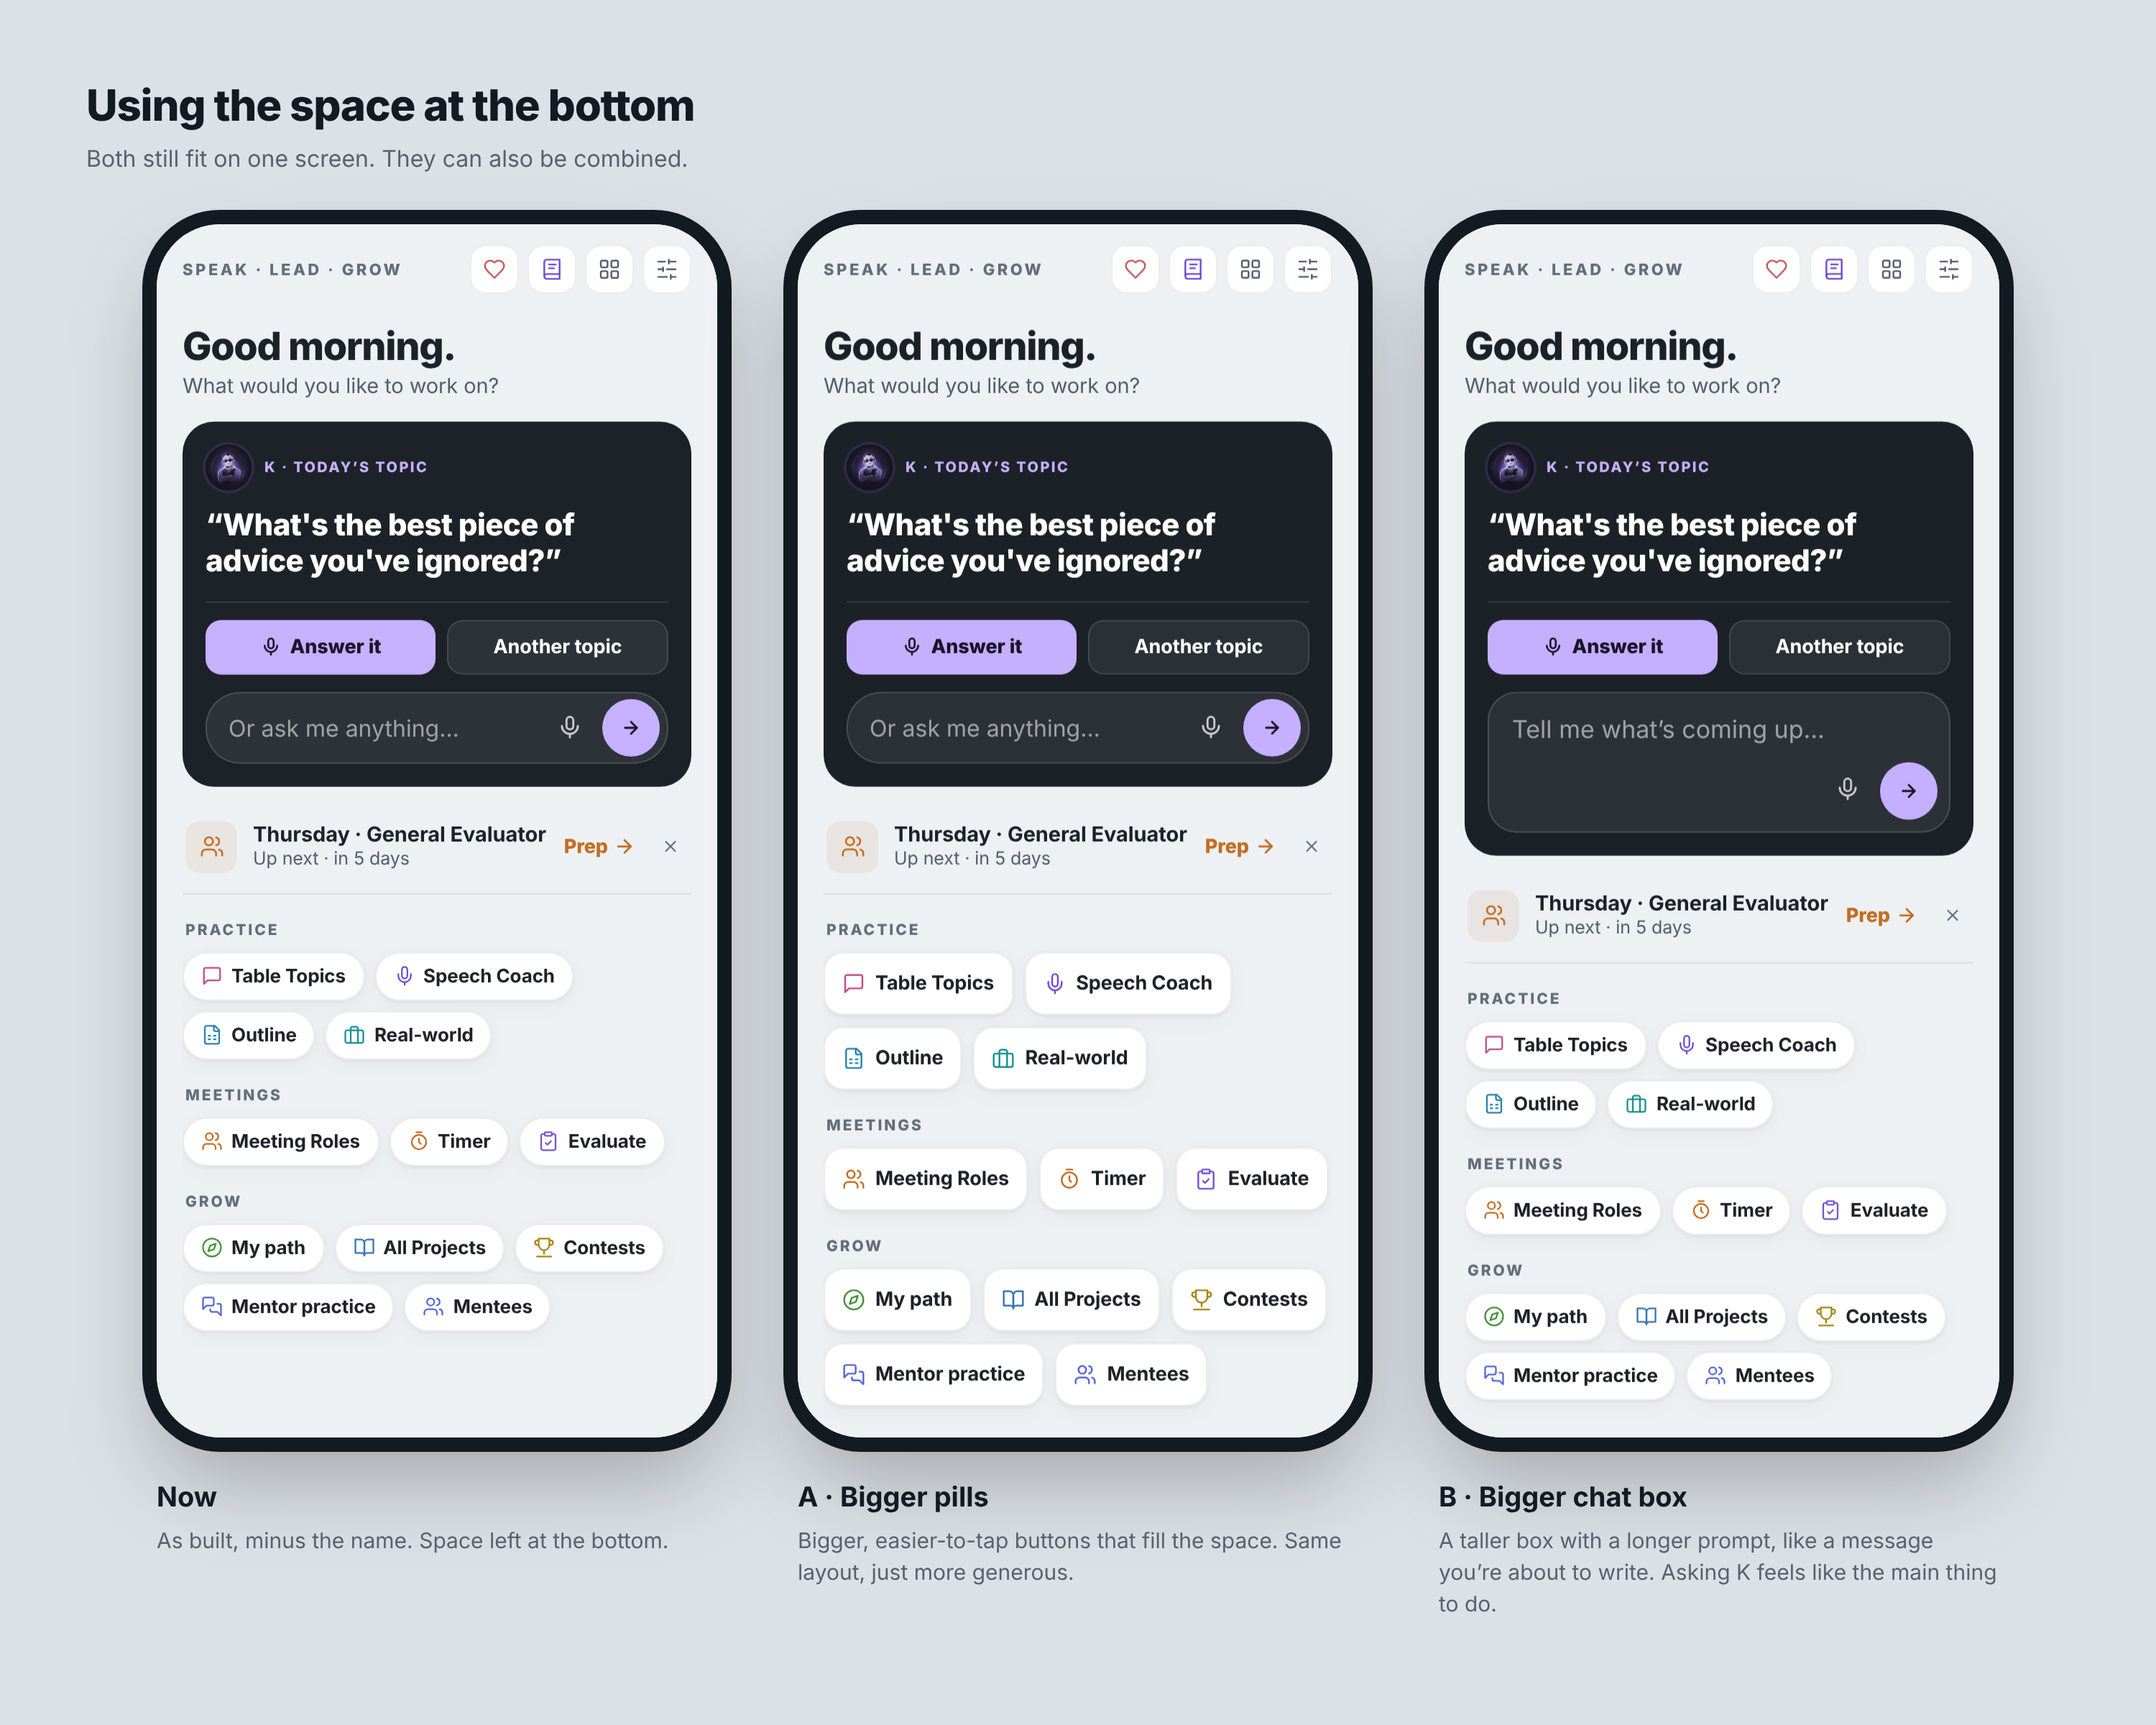 Using the space at the bottom
Both still fit on one screen. They can also be combined.
SPEAK · LEAD · GROW
Good morning.
What would you like to work on?
K · TODAY’S TOPIC
“What's the best piece of
advice you've ignored?”
Answer it
Another topic
Or ask me anything...
Thursday · General Evaluator
Up next · in 5 days
Prep →
×
PRACTICE
Table Topics
Speech Coach
Outline
Real-world
MEETINGS
Meeting Roles
Timer
Evaluate
GROW
My path
All Projects
Contests
Mentor practice
Mentees
Now
As built, minus the name. Space left at the bottom.
SPEAK · LEAD · GROW
Good morning.
What would you like to work on?
K · TODAY’S TOPIC
“What's the best piece of
advice you've ignored?”
Answer it
Another topic
Or ask me anything...
Thursday · General Evaluator
Up next · in 5 days
Prep →
×
PRACTICE
Table Topics
Speech Coach
Outline
Real-world
MEETINGS
Meeting Roles
Timer
Evaluate
GROW
My path
All Projects
Contests
Mentor practice
Mentees
A · Bigger pills
Bigger, easier-to-tap buttons that fill the space. Same
layout, just more generous.
SPEAK · LEAD · GROW
Good morning.
What would you like to work on?
K · TODAY’S TOPIC
“What's the best piece of
advice you've ignored?”
Answer it
Another topic
Tell me what’s coming up...
Thursday · General Evaluator
Up next · in 5 days
Prep →
×
PRACTICE
Table Topics
Speech Coach
Outline
Real-world
MEETINGS
Meeting Roles
Timer
Evaluate
GROW
My path
All Projects
Contests
Mentor practice
Mentees
B · Bigger chat box
A taller box with a longer prompt, like a message
you’re about to write. Asking K feels like the main thing
to do.